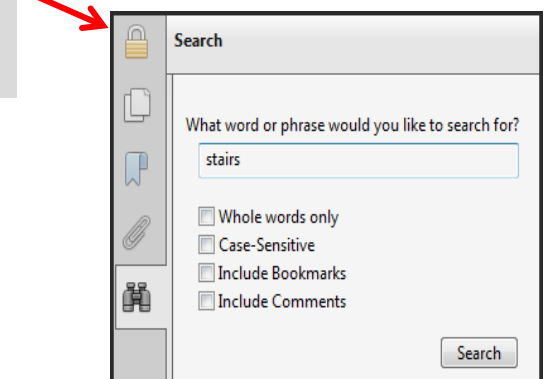 Search
What word or phrase would you like to search for?
stairs
Whole words only
Case-Sensitive
Include Bookmarks
Include Comments
Search